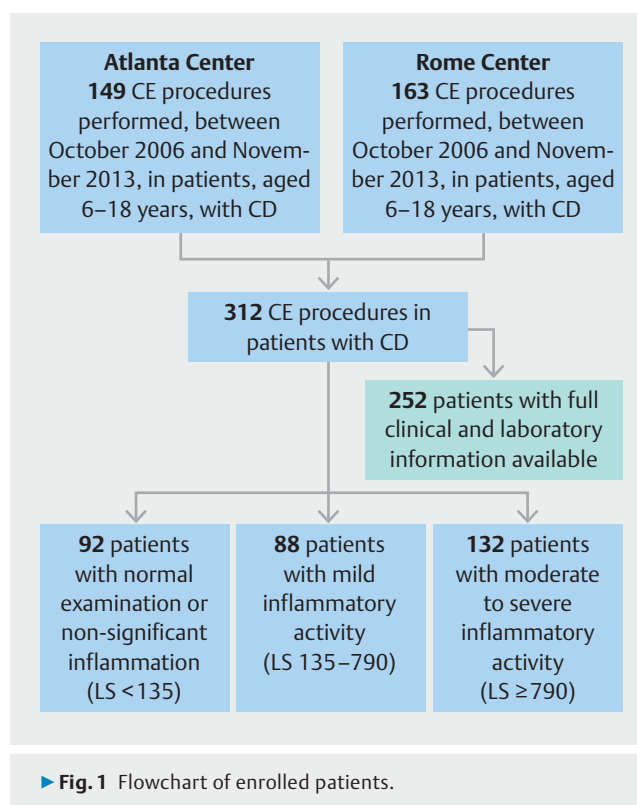 Atlanta Center
149 CE procedures
performed, between
October 2006 and Novem-
ber 2013, in patients, aged
6–18 years, with CD
Rome Center
163 CE procedures
performed, between
October 2006 and Novem-
ber 2013, in patients, aged
6–18 years, with CD
312 CE procedures in
patients with CD
252 patients with full
clinical and laboratory
information available
92 patients
with normal
examination or
non-significant
inflammation
(LS <135)
88 patients
with mild
inflammatory
activity
(LS 135–790)
132 patients
with moderate
to severe
inflammatory
activity
(LS ≥790)
▶ Fig. 1 Flowchart of enrolled patients.